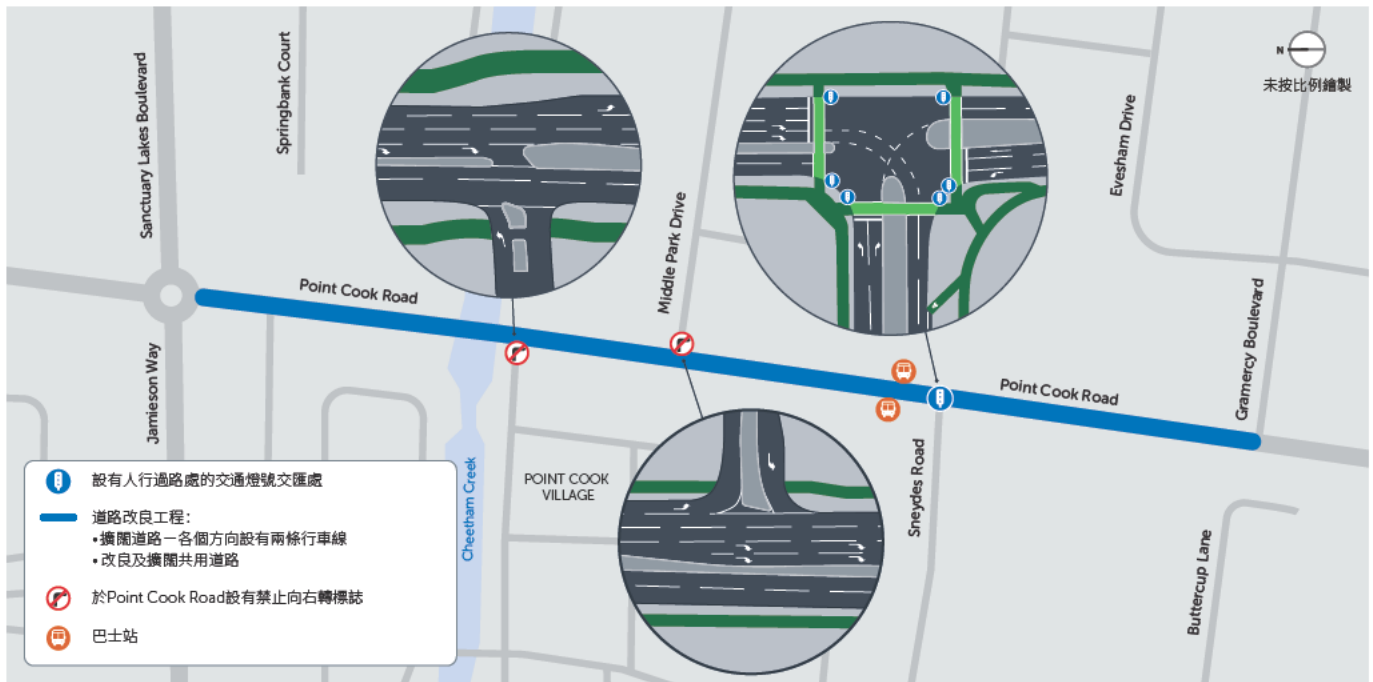 Sanctuary Lakes Boulevard
Springbank Court
N
未按比例繪製
Evesham Drive
Middle Park Drive
Point Cook Road
Gramercy Boulevard
Point Cook Road
Jamieson Way
Cheetham Creek
POINT COOK
VILLAGE
Sneydes Road
Buttercup Lane
設有人行過路處的交通燈號交匯處
道路改良工程：
•擴闊道路－各個方向設有兩條行車線
•改良及擴闊共用道路
於Point Cook Road設有禁止向右轉標誌
巴士站